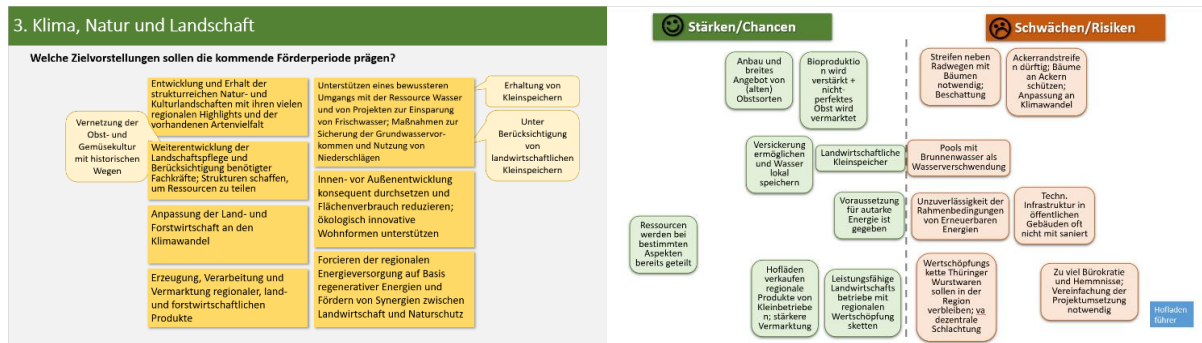 3. Klima, Natur und Landschaft
Welche Zielvorstellungen sollen die kommende Förderperiode prägen?
Vernetzung der
Obst- und
Gemüsekultur
mit historischen
Wegen
Entwicklung und Erhalt der
strukturreichen Natur- und
Kulturlandschaften mit ihren vielen
regionalen Highlights und der
vorhandenen Artenvielfalt
Weiterentwicklung der
Landschaftspflege und
Berücksichtigung benötigter
Fachkräfte; Strukturen schaffen,
um Ressourcen zu teilen
Anpassung der Land- und
Forstwirtschaft an den
Klimawandel
Erzeugung, Verarbeitung und
Vermarktung regionaler, land-
und forstwirtschaftlichen
Produkte
Unterstützen eines bewussteren
Umgangs mit der Ressource Wasser
und von Projekten zur Einsparung
von Frischwasser; Maßnahmen zur
Sicherung der Grundwasservor-
kommen und Nutzung von
Niederschlägen
Innen- vor Außenentwicklung
konsequent durchsetzen und
Flächenverbrauch reduzieren;
ökologisch innovative
Wohnformen unterstützen
Forcieren der regionalen
Energieversorgung auf Basis
regenerativer Energien und
Fördern von Synergien zwischen
Landwirtschaft und Naturschutz
Erhaltung von
Kleinspeichern
Unter
Berücksichtigung
von
landwirtschaftlichen
Kleinspeichern
Stärken/Chancen
Anbau und
breites
Angebot von
(alten)
Obstsorten
Bioproduktio
n wird
verstärkt +
nicht-
perfektes
Obst wird
vermarktet
Versickerung
ermöglichen
und Wasser
lokal
speichern
Landwirtschaftliche
Kleinspeicher
Voraussetzung
für autarke
Energie ist
gegeben
Ressourcen
werden bei
bestimmten
Aspekten
bereits geteilt
Hofläden
verkaufen
regionale
Produkte von
Kleinbetriebe
n; stärkere
Vermarktung
Leistungsfähige
Landwirtschafts
betriebe mit
regionalen
Wertschöpfung
sketten
Schwächen/Risiken
Streifen neben
Radwegen mit
Bäumen
notwendig;
Beschattung
Ackerrandstreife
n dürftig; Bäume
an Ackern
schützen;
Anpassung an
Klimawandel
Pools mit
Brunnenwasser als
Wasserverschwendung
Unzuverlässigkeit der
Rahmenbedingungen
von Erneuerbaren
Energien
Techn.
Infrastruktur in
öffentlichen
Gebäuden oft
nicht mit saniert
Wertschöpfungs
kette Thüringer
Wurstwaren
sollen in der
Region
verbleiben; va
dezentrale
Schlachtung
Zu viel Bürokratie
und Hemmnisse;
Vereinfachung der
Projektumsetzung
notwendig
Hofladen
führer